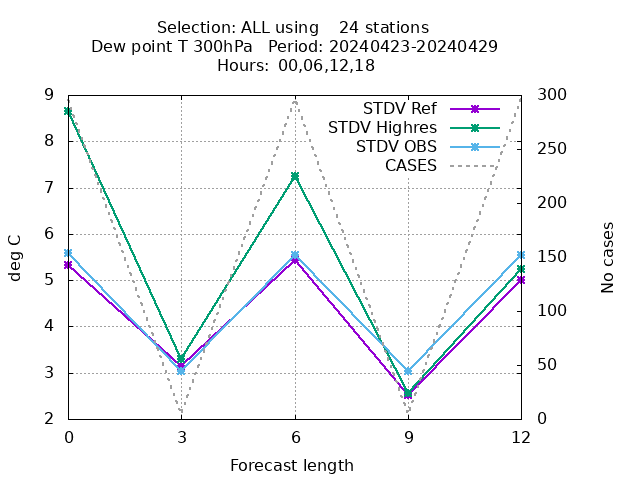 Selection: ALL using    24 stations
Dew point T 300hPa   Period: 20240423-20240429
Hours:  00,06,12,18
9
8
7
6
5
4
3
2
300
250
200
150
100
50
0
STDV Ref
STDV Highres
STDV OBS
CASES
deg C
No cases
0
3
6
9
12
Forecast length